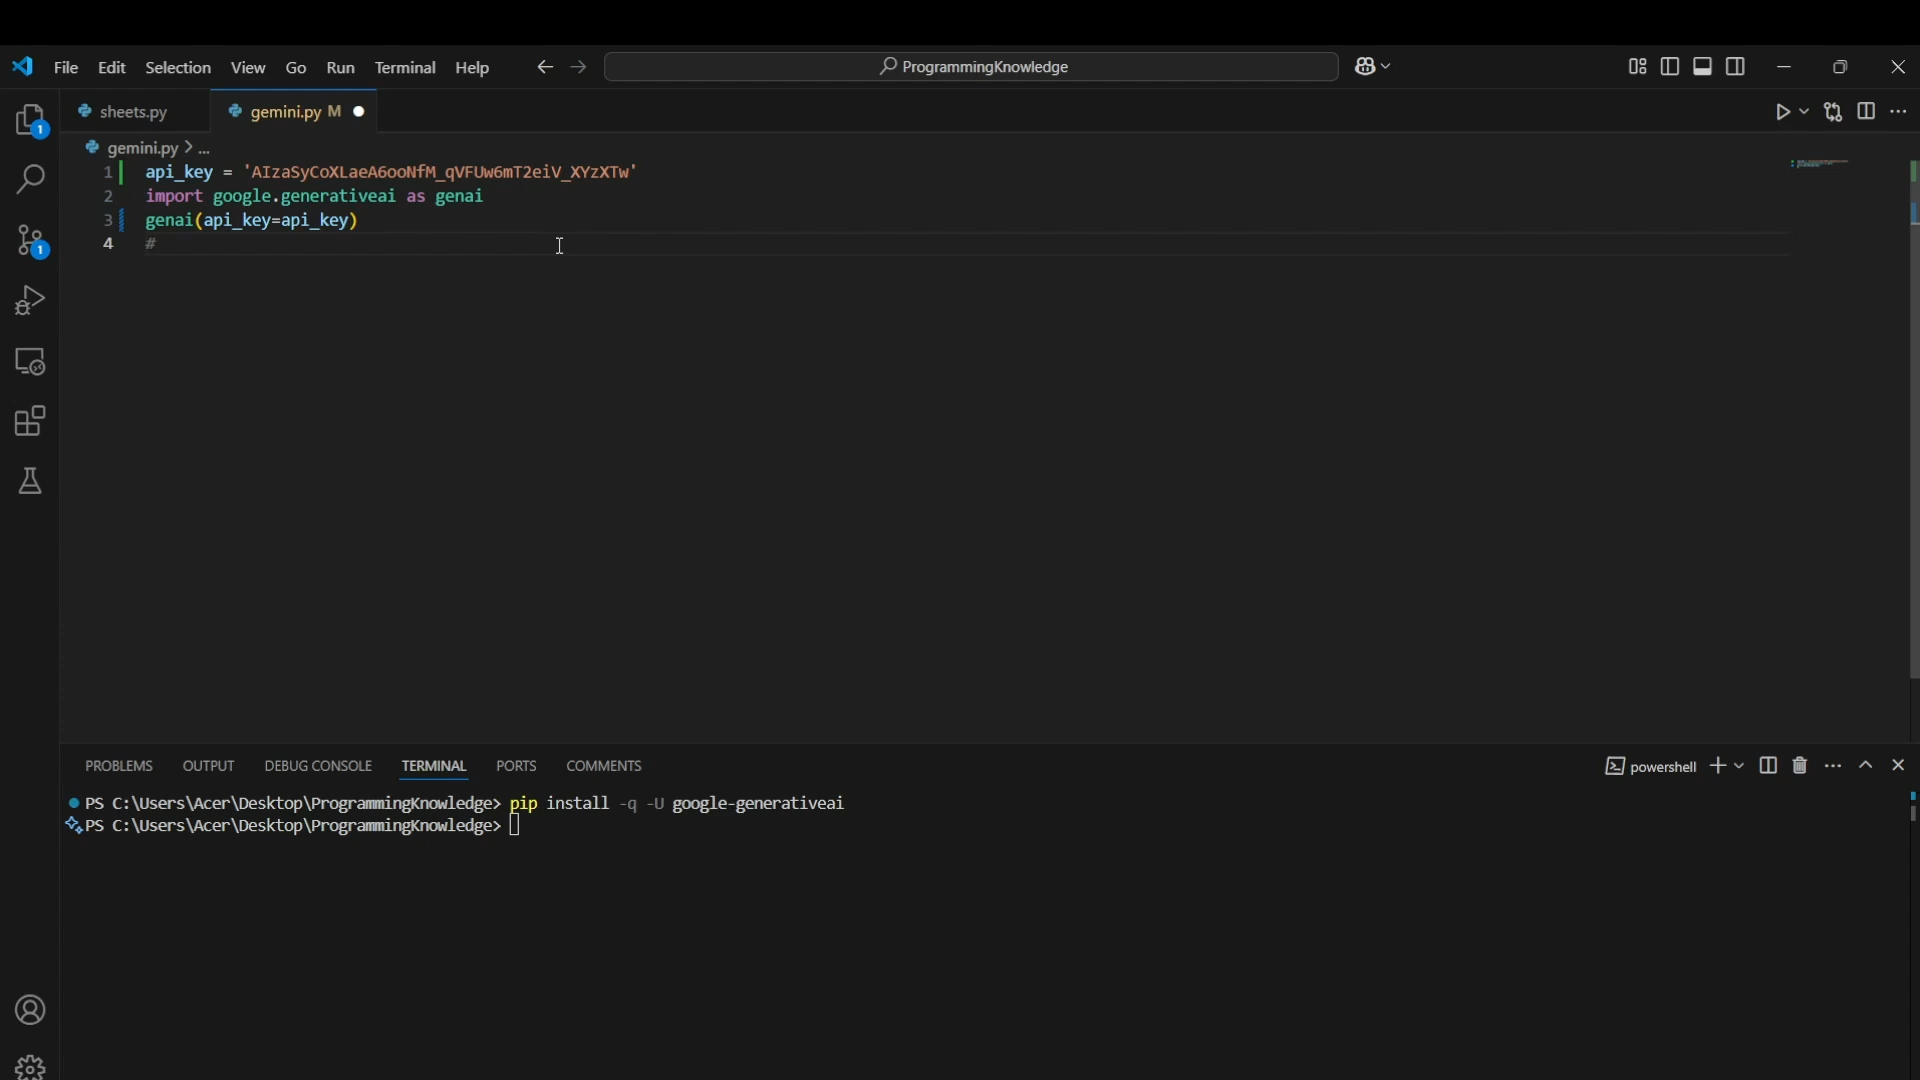 File Edit Selection View Go Run Terminal Help ProgrammingKnowledge
sheets.py gemini.py M
gemini.py > ...
1 api_key = 'AIzaSyCoXLaeA6ooNfM_qVFUw6mT2eiV_XYzXTw'
2 import google.generativeai as genai
3 genai(api_key=api_key)
4 #
PROBLEMS OUTPUT DEBUG CONSOLE TERMINAL PORTS COMMENTS powershell
PS C:\Users\Acer\Desktop\ProgrammingKnowledge> pip install -q -U google-generativeai
PS C:\Users\Acer\Desktop\ProgrammingKnowledge>
1
1